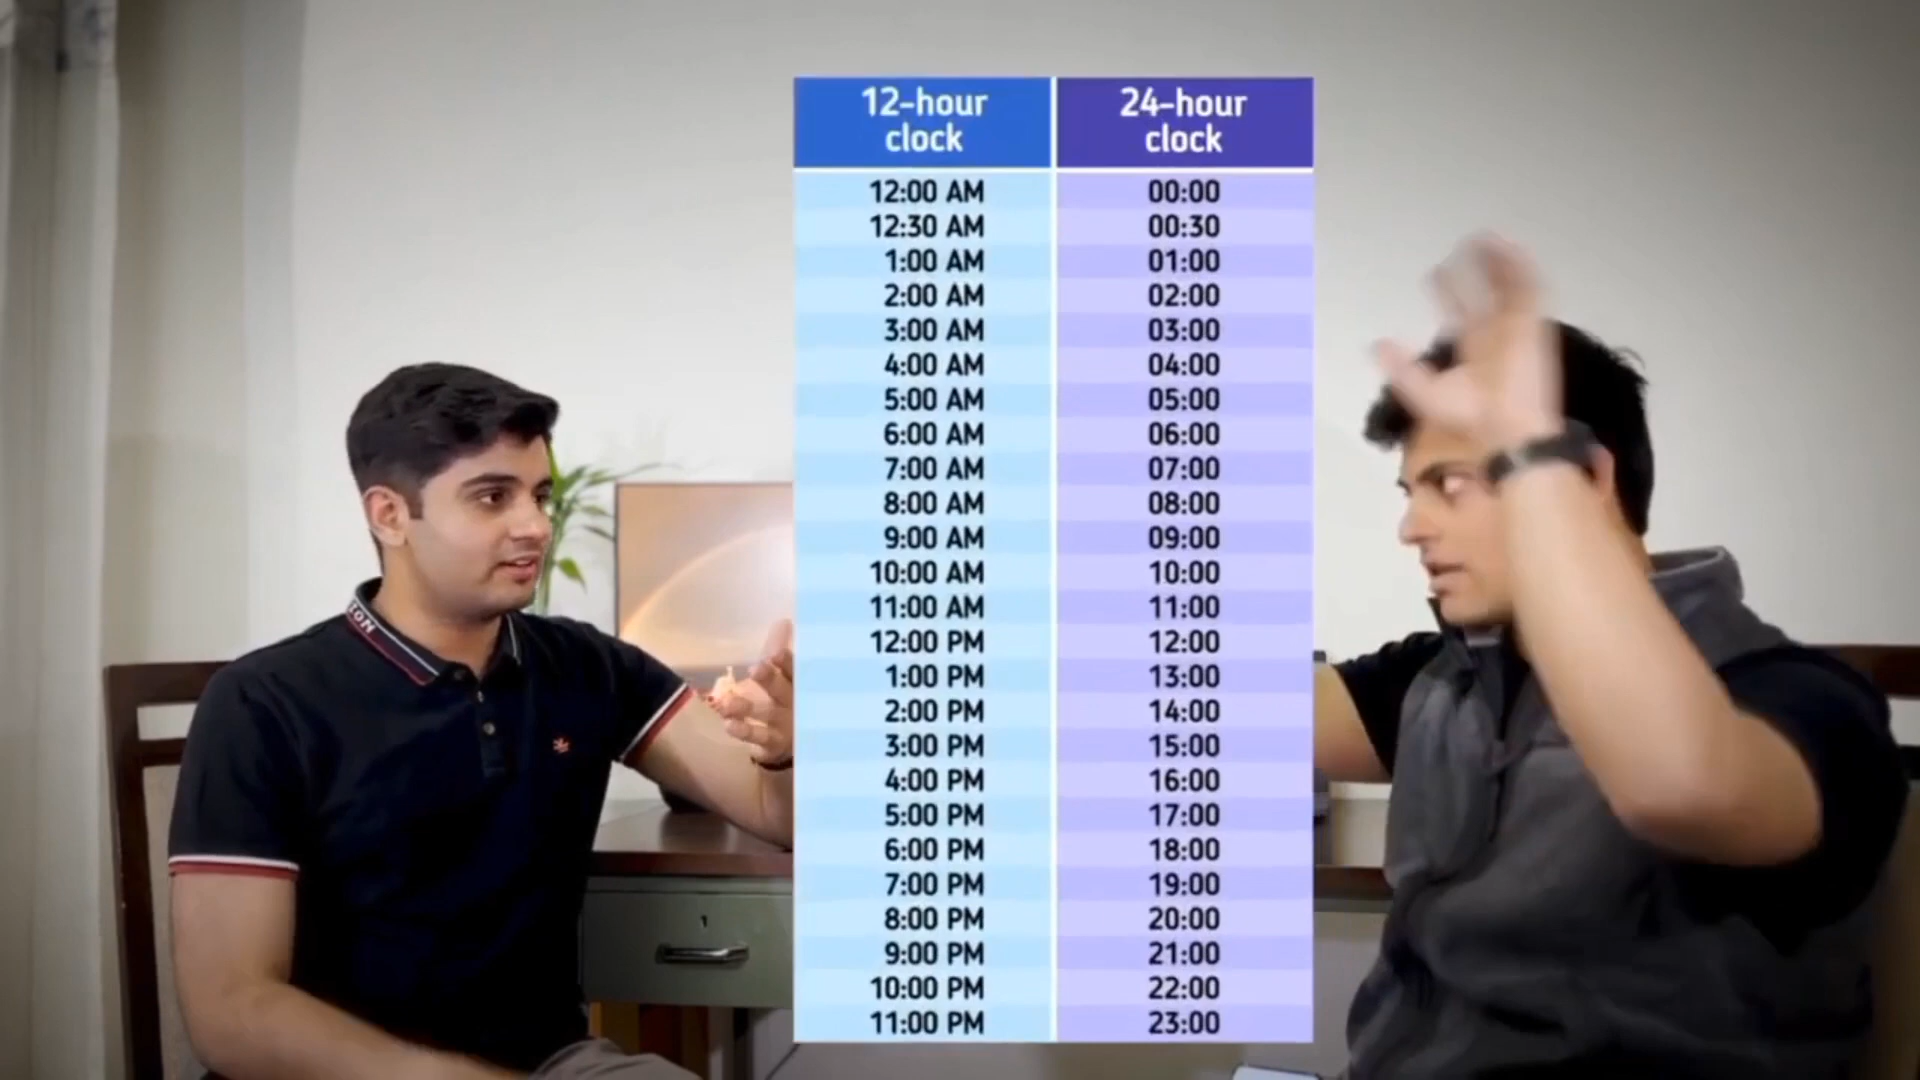 12-hour clock 24-hour clock
12:00 AM 00:00
12:30 AM 00:30
1:00 AM 01:00
2:00 AM 02:00
3:00 AM 03:00
4:00 AM 04:00
5:00 AM 05:00
6:00 AM 06:00
7:00 AM 07:00
8:00 AM 08:00
9:00 AM 09:00
10:00 AM 10:00
11:00 AM 11:00
12:00 PM 12:00
1:00 PM 13:00
2:00 PM 14:00
3:00 PM 15:00
4:00 PM 16:00
5:00 PM 17:00
6:00 PM 18:00
7:00 PM 19:00
8:00 PM 20:00
9:00 PM 21:00
10:00 PM 22:00
11:00 PM 23:00